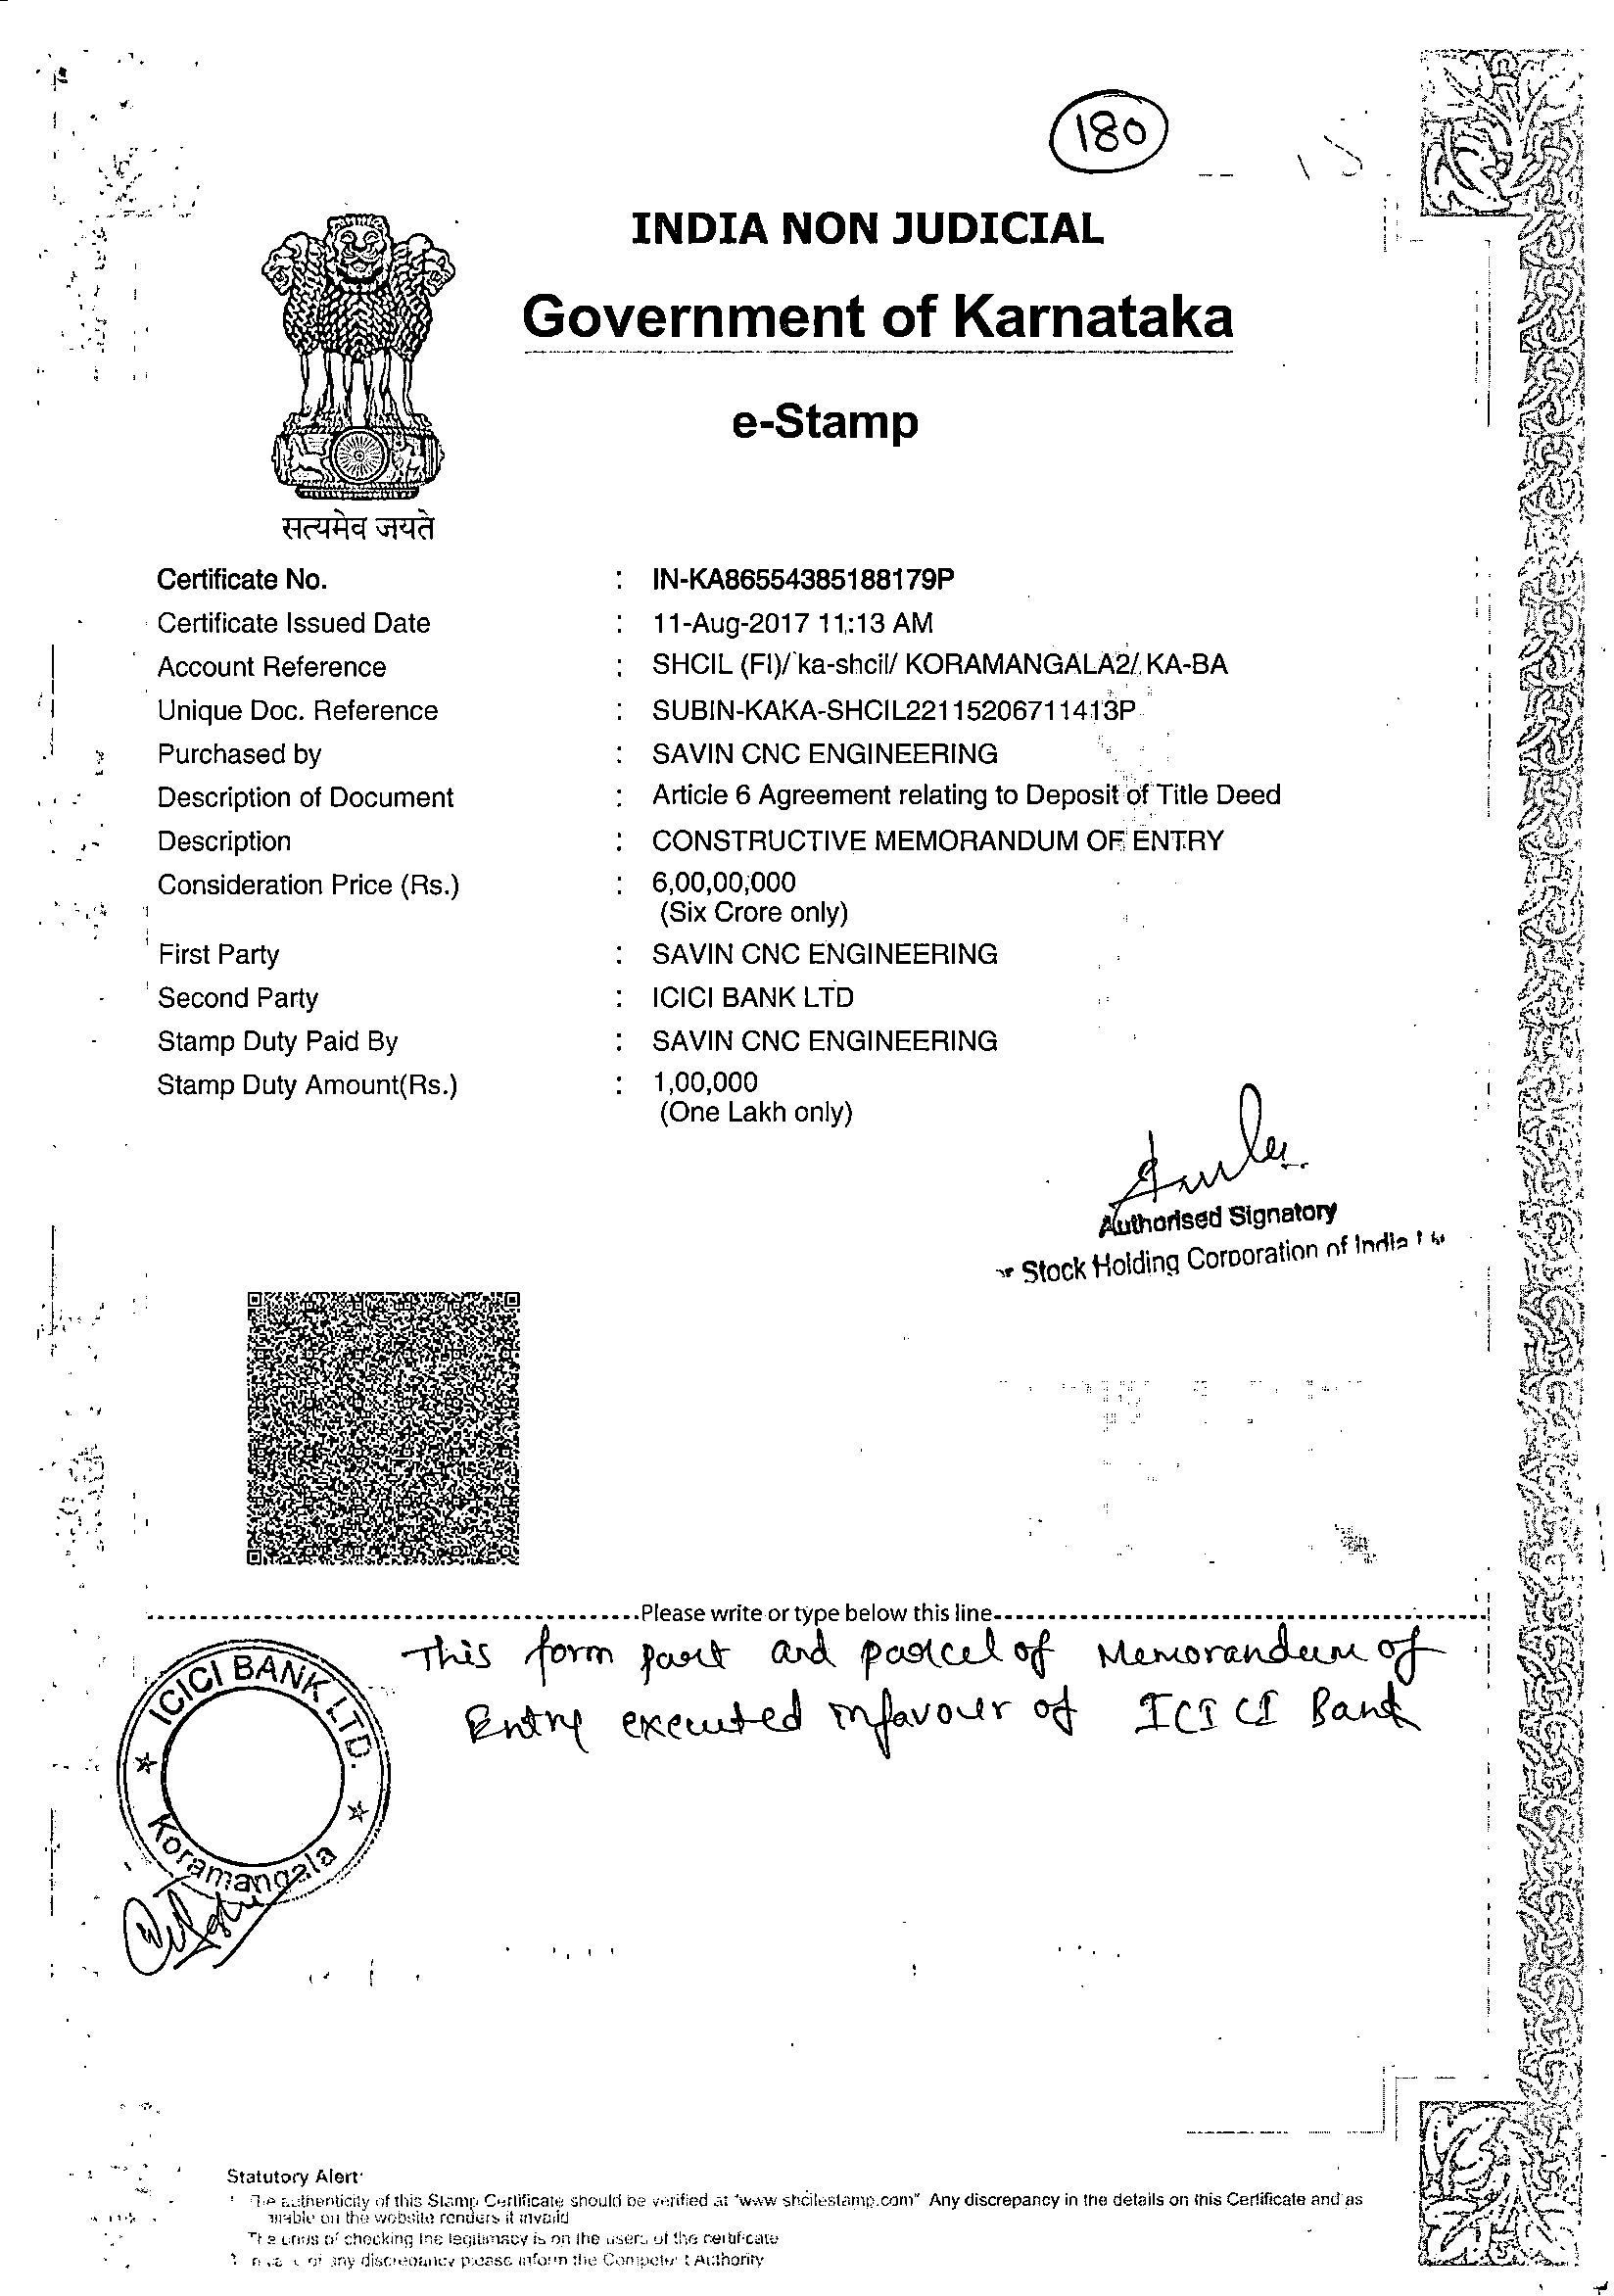 180
INDIA NON JUDICIAL
Government of Karnataka
e-Stamp
सत्यमेव जयते
Certificate No. : IN-KA86554385188179P
Certificate Issued Date : 11-Aug-2017 11:13 AM
Account Reference : SHCIL (FI)/ ka-shcil/ KORAMANGALA2/ KA-BA
Unique Doc. Reference : SUBIN-KAKA-SHCIL22115206711413P
Purchased by : SAVIN CNC ENGINEERING
Description of Document : Article 6 Agreement relating to Deposit of Title Deed
Description : CONSTRUCTIVE MEMORANDUM OF ENTRY
Consideration Price (Rs.) : 6,00,00,000
(Six Crore only)
First Party : SAVIN CNC ENGINEERING
Second Party : ICICI BANK LTD
Stamp Duty Paid By : SAVIN CNC ENGINEERING
Stamp Duty Amount(Rs.) : 1,00,000
(One Lakh only)
Authorised Signatory
Stock Holding Corporation of India
Please write or type below this line
This form part and parcel of Memorandum of
Entry executed infavour of ICICI Bank
ICICI BANK LTD.
Koramangala
Statutory Alert:
The authenticity of this Stamp Certificate should be verified at "www shcilestamp.com" Any discrepancy in the details on this Certificate and as
available on the website renders it invalid
The onus of checking the legitimacy is on the users of the certificate
any discrepancy please inform the Competent Authority